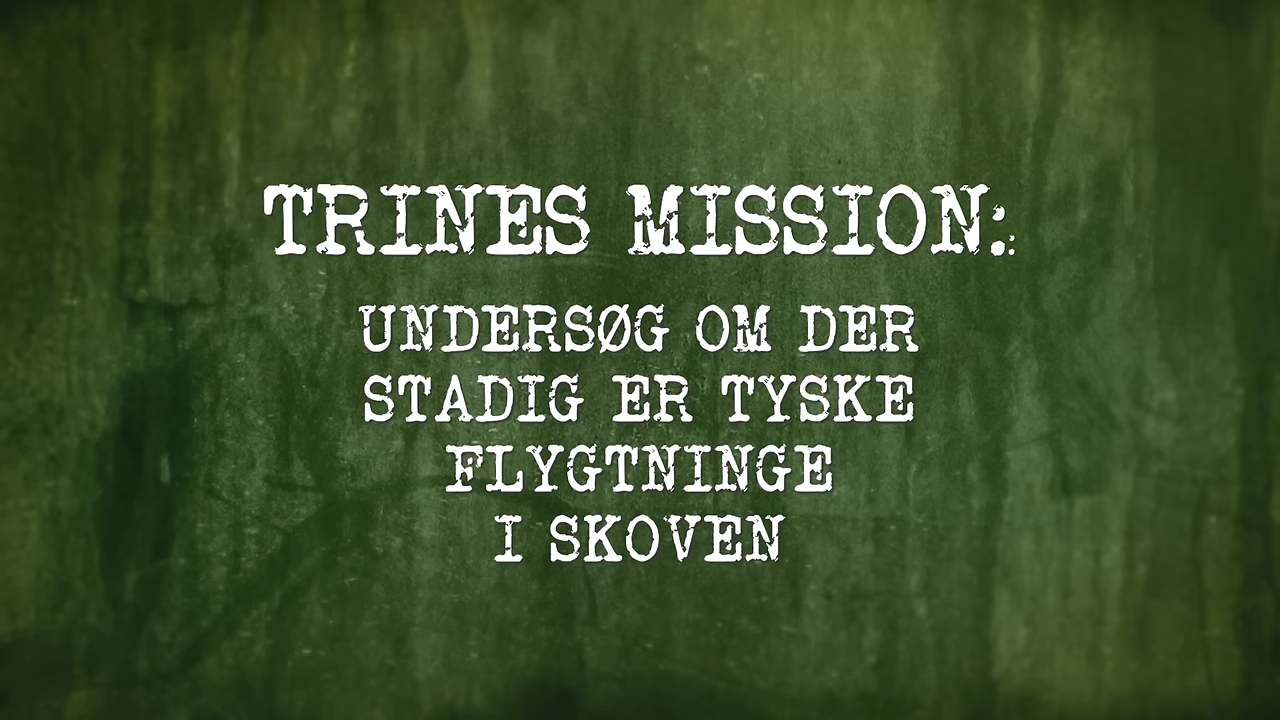 TRINES MISSION:
UNDERSØG OM DER
STADIG ER TYSKE
FLYGTNINGE
I SKOVEN